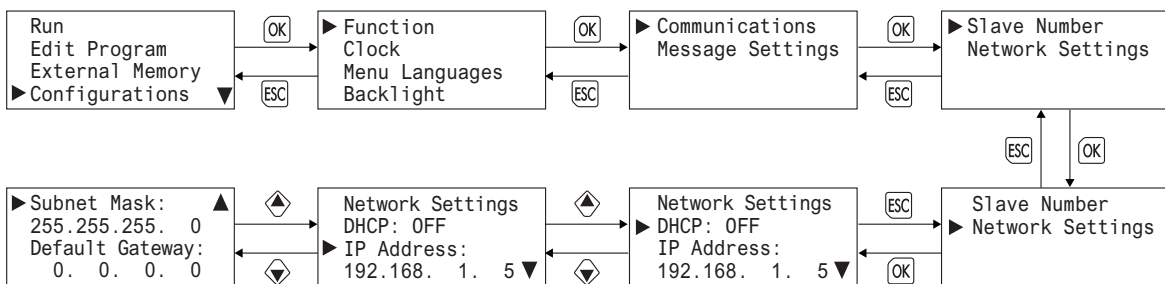 Run
Edit Program
External Memory
▶Configurations ▼
OK
ESC
▶Function
Clock
Menu Languages
Backlight
OK
ESC
▶Communications
Message Settings
OK
ESC
▶Slave Number
Network Settings
ESC
OK
▶Subnet Mask: ▲
255.255.255. 0
Default Gateway:
0. 0. 0. 0
Network Settings
DHCP: OFF
▶IP Address:
192.168. 1. 5▼
Network Settings
▶DHCP: OFF
IP Address:
192.168. 1. 5▼
ESC
OK
Slave Number
▶Network Settings